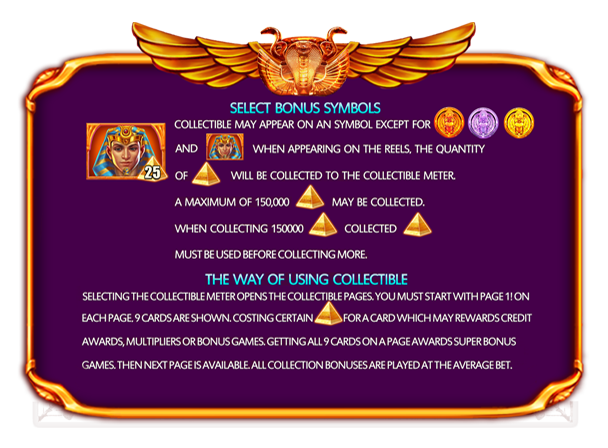 SELECT BONUS SYMBOLS
COLLECTIBLE MAY APPEAR ON AN SYMBOL EXCEPT FOR
25
AND WHEN APPEARING ON THE REELS, THE QUANTITY
OF WILL BE COLLECTED TO THE COLLECTIBLE METER.
A MAXIMUM OF 150,000 MAY BE COLLECTED.
WHEN COLLECTING 150000 COLLECTED
MUST BE USED BEFORE COLLECTING MORE.
THE WAY OF USING COLLECTIBLE
SELECTING THE COLLECTIBLE METER OPENS THE COLLECTIBLE PAGES. YOU MUST START WITH PAGE 1! ON
EACH PAGE, 9 CARDS ARE SHOWN. COSTING CERTAIN FOR A CARD WHICH MAY REWARDS CREDIT
AWARDS, MULTIPLIERS OR BONUS GAMES. GETTING ALL 9 CARDS ON A PAGE AWARDS SUPER BONUS
GAMES. THEN NEXT PAGE IS AVAILABLE. ALL COLLECTION BONUSES ARE PLAYED AT THE AVERAGE BET.